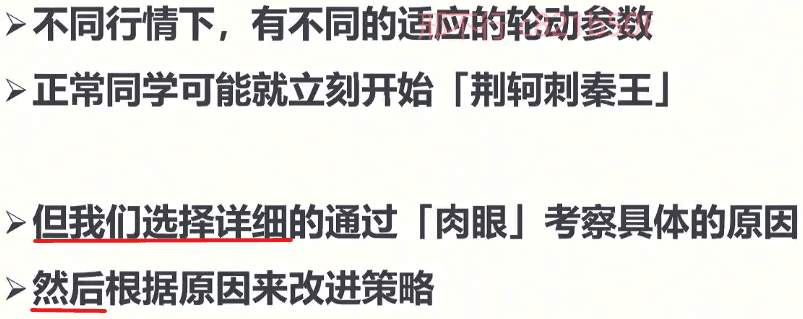 不同行情下，有不同的适应的轮动参数
正常同学可能就立刻开始「荆轲刺秦王」
但我们选择详细的通过「肉眼」考察具体的原因
然后根据原因来改进策略